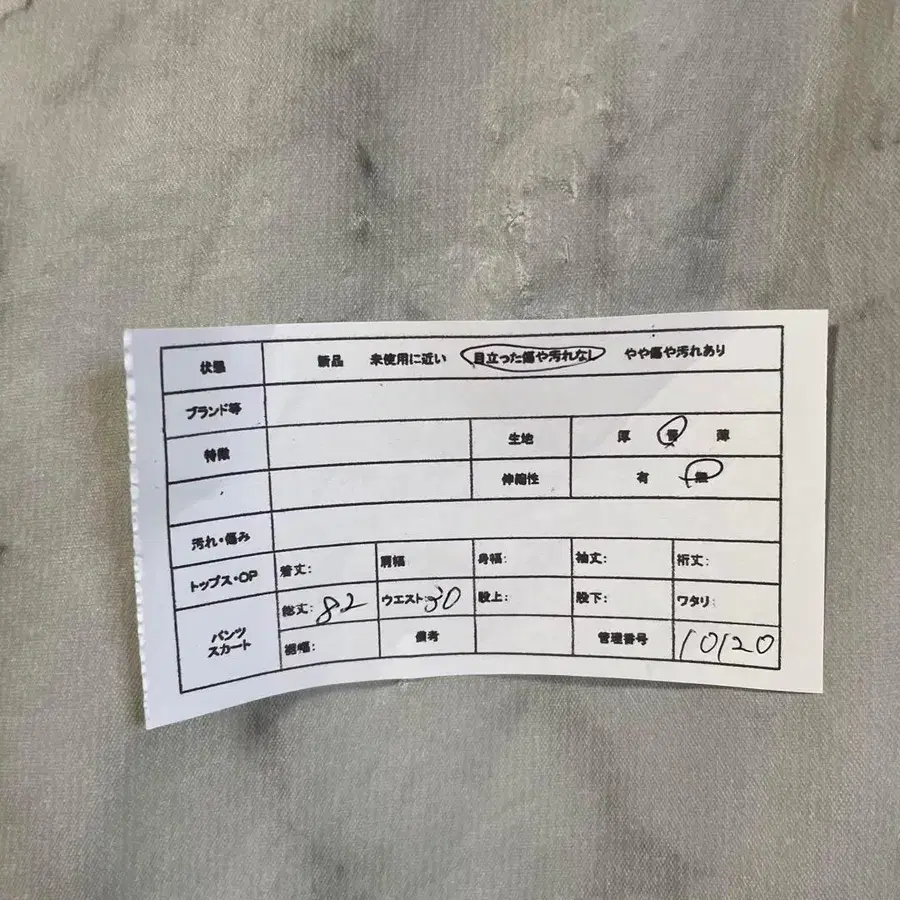 状態 新品 未使用に近い 目立った傷や汚れなし やや傷や汚れあり
ブランド等
特徴 生地 厚 普 薄
伸縮性 有 無
汚れ・傷み
トップス・OP 着丈: 肩幅 身幅: 袖丈: 裄丈:
パンツ スカート 総丈: 82 ウエスト: 30 股上: 股下: ワタリ:
裾幅: 備考 管理番号 10120